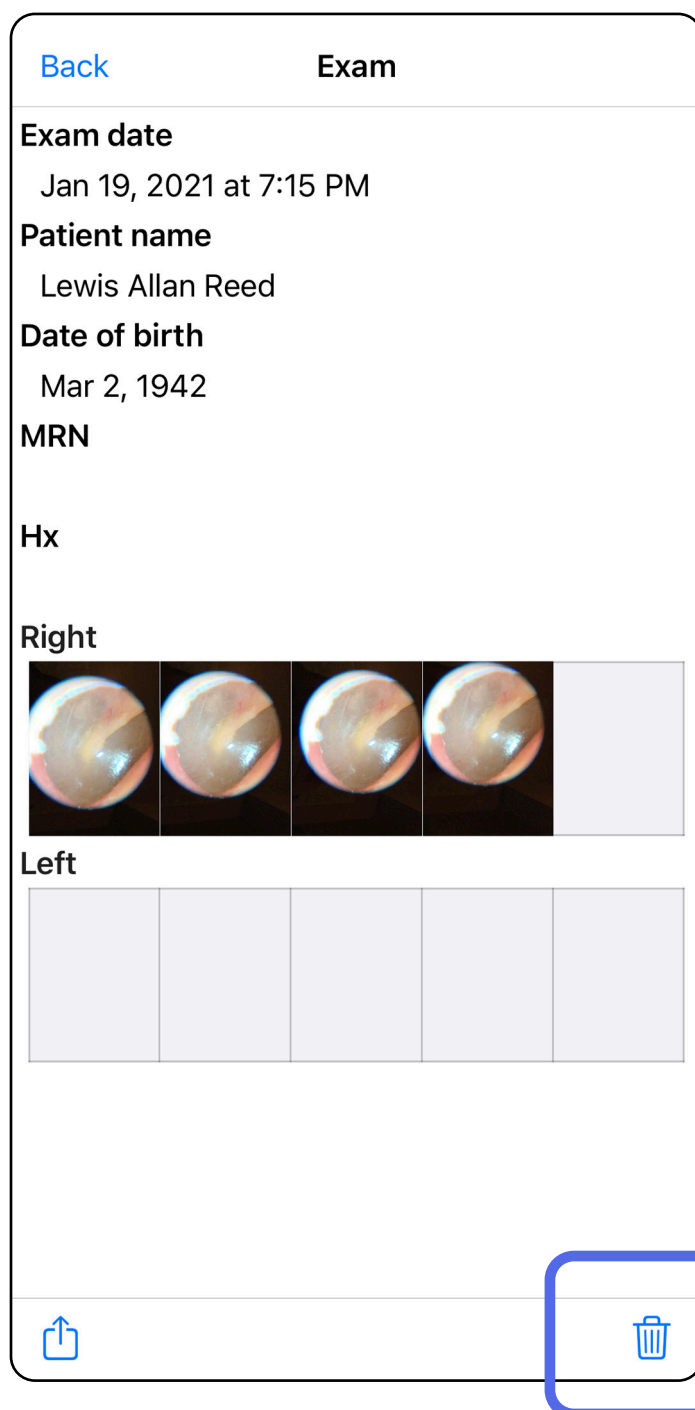 Back
Exam
Exam date
Jan 19, 2021 at 7:15 PM
Patient name
Lewis Allan Reed
Date of birth
Mar 2, 1942
MRN
Hx
Right
Left